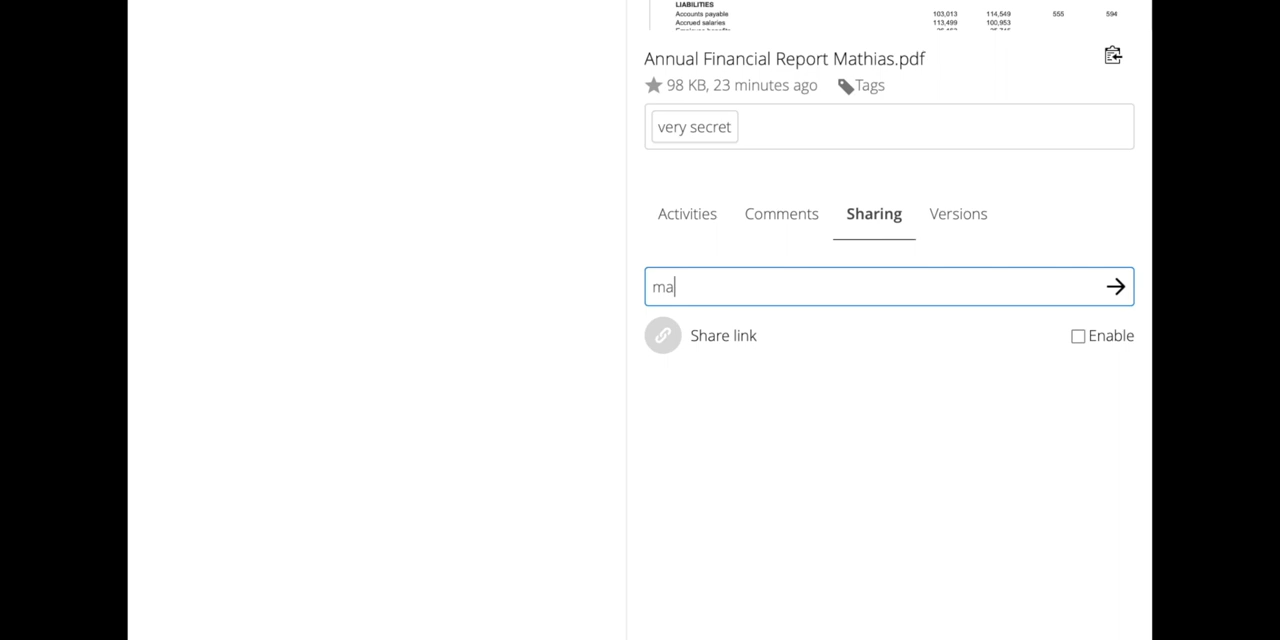 LIABILITIES
Accounts payable 103,013 114,549 555 594
Accrued salaries 113,499 100,953
Annual Financial Report Mathias.pdf
98 KB, 23 minutes ago Tags
very secret
Activities Comments Sharing Versions
ma
Share link Enable